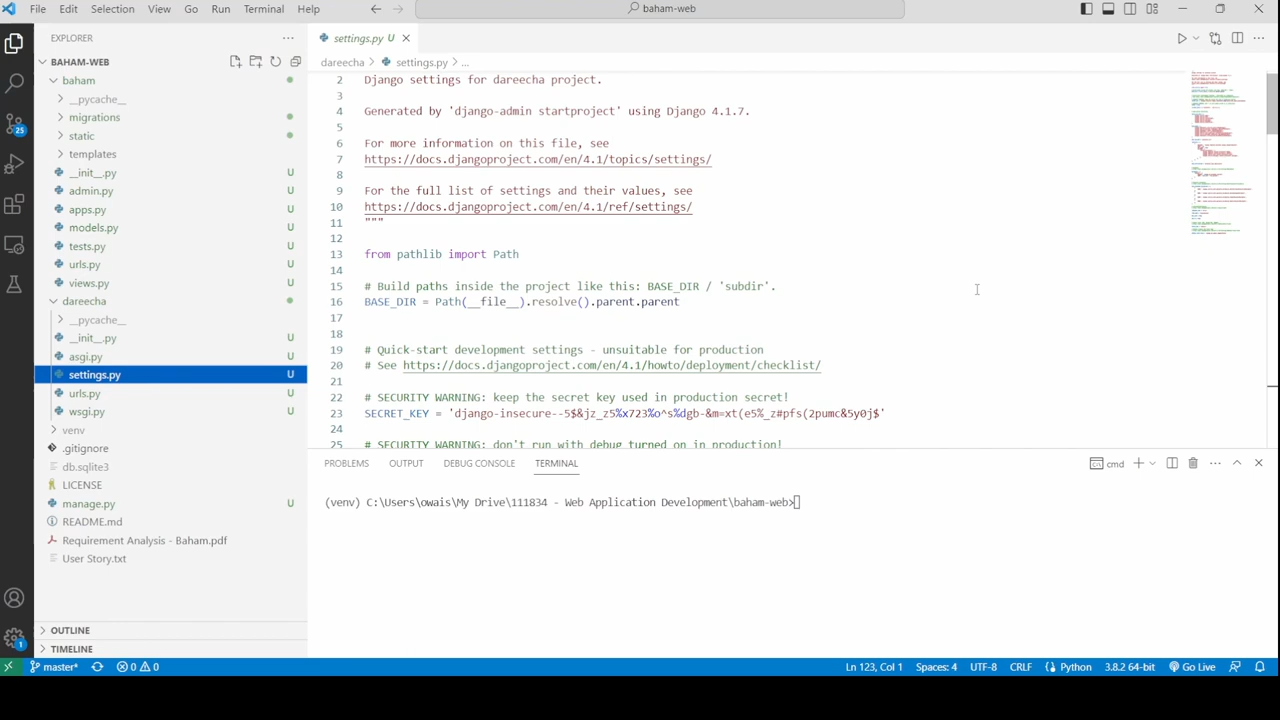 File Edit Selection View Go Run Terminal Help
baham-web
EXPLORER
BAHAM-WEB
baham
__pycache__
migrations
static
templates
__init__.py U
admin.py U
apps.py U
models.py U
tests.py U
urls.py U
views.py U
dareecha
__pycache__
__init__.py U
asgi.py U
settings.py U
urls.py U
wsgi.py U
venv
.gitignore
db.sqlite3
LICENSE
manage.py U
README.md
Requirement Analysis - Baham.pdf
User Story.txt
OUTLINE
TIMELINE
25
1
settings.py U
dareecha > settings.py > ...
2 Django settings for dareecha project.
3
4 Generated by 'django-admin startproject' using Django 4.1.7.
5
6 For more information on this file, see
7 https://docs.djangoproject.com/en/4.1/topics/settings/
8
9 For the full list of settings and their values, see
10 https://docs.djangoproject.com/en/4.1/ref/settings/
11 """
12
13 from pathlib import Path
14
15 # Build paths inside the project like this: BASE_DIR / 'subdir'.
16 BASE_DIR = Path(__file__).resolve().parent.parent
17
18
19 # Quick-start development settings - unsuitable for production
20 # See https://docs.djangoproject.com/en/4.1/howto/deployment/checklist/
21
22 # SECURITY WARNING: keep the secret key used in production secret!
23 SECRET_KEY = 'django-insecure--5$&jz_z5%x723%o^s%dgb-&m=xt(e5%_z#pfs(2pumc&5y0j$'
24
25 # SECURITY WARNING: don't run with debug turned on in production!
PROBLEMS OUTPUT DEBUG CONSOLE TERMINAL
cmd
(venv) C:\Users\owais\My Drive\111834 - Web Application Development\baham-web>
master* 0 0
Ln 123, Col 1 Spaces: 4 UTF-8 CRLF Python 3.8.2 64-bit Go Live